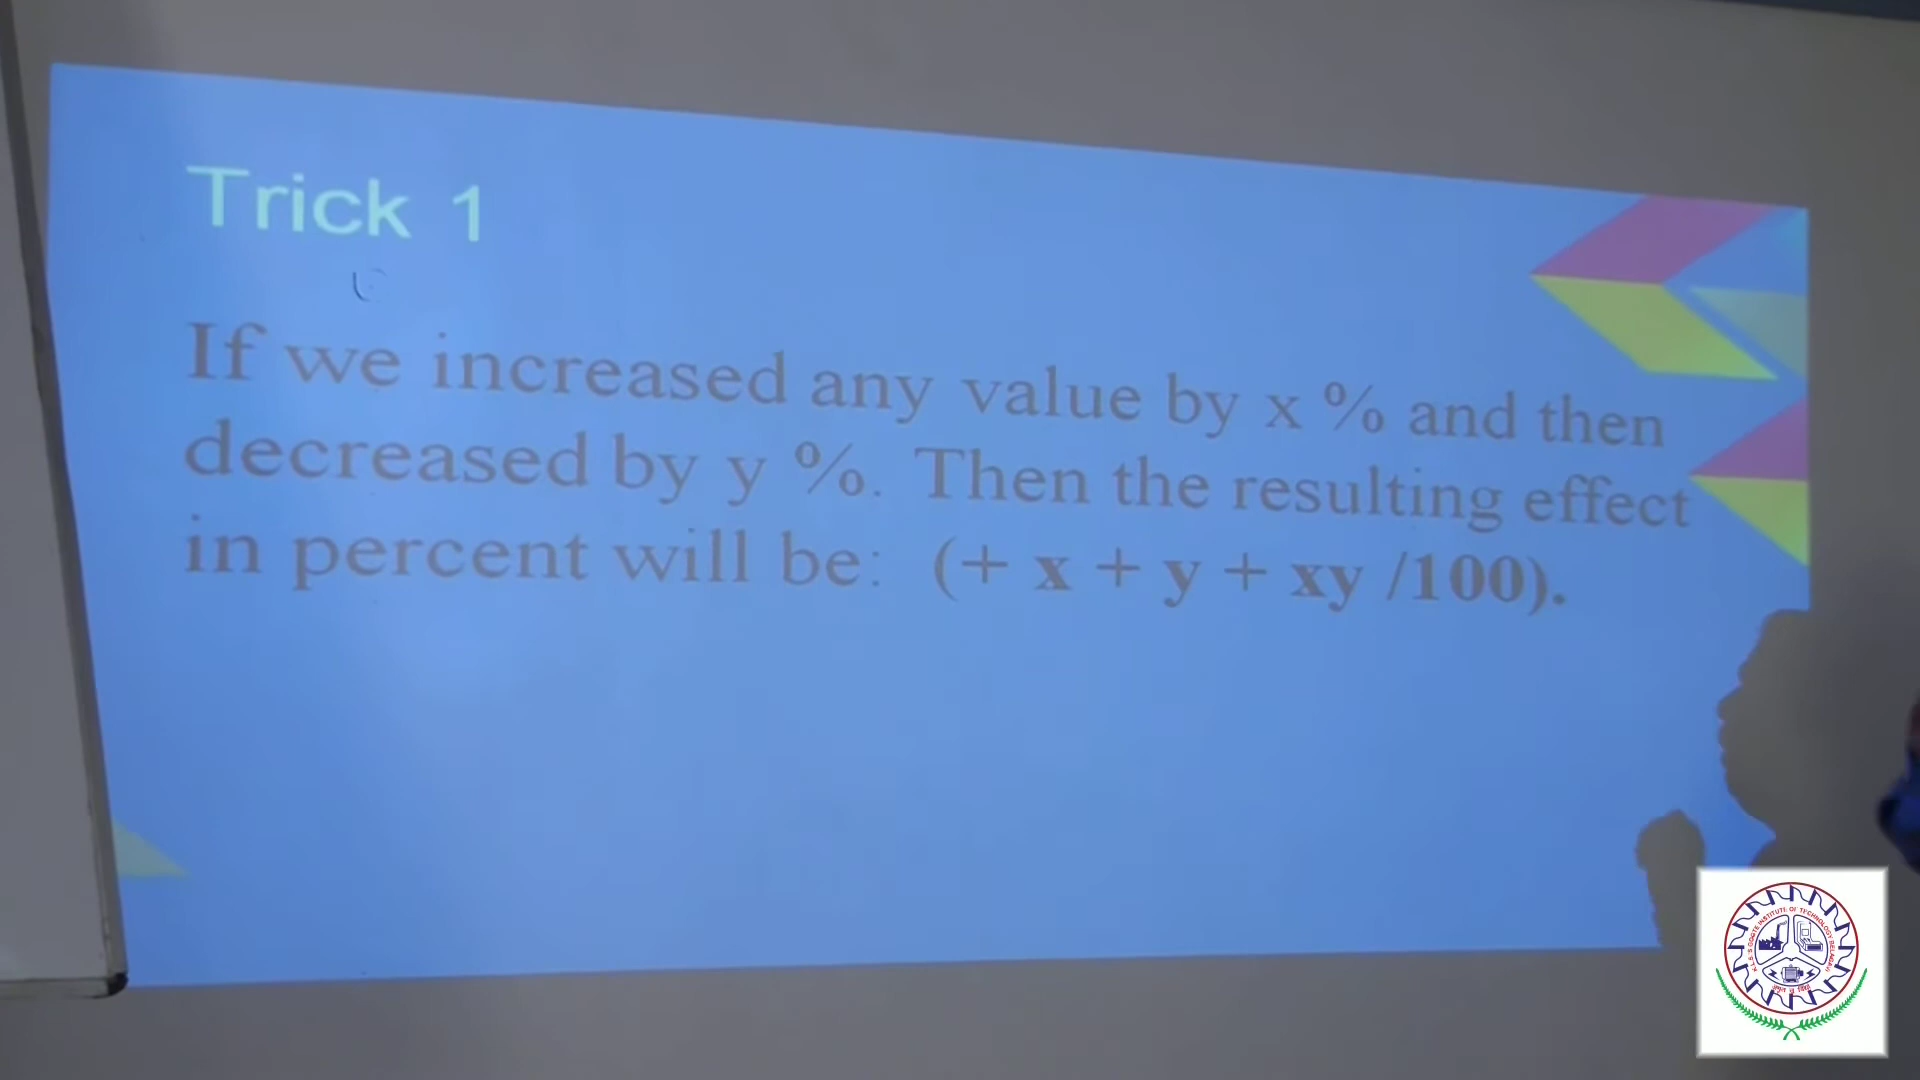 Trick 1
If we increased any value by x % and then
decreased by y %. Then the resulting effect
in percent will be: (+ x + y + xy /100).